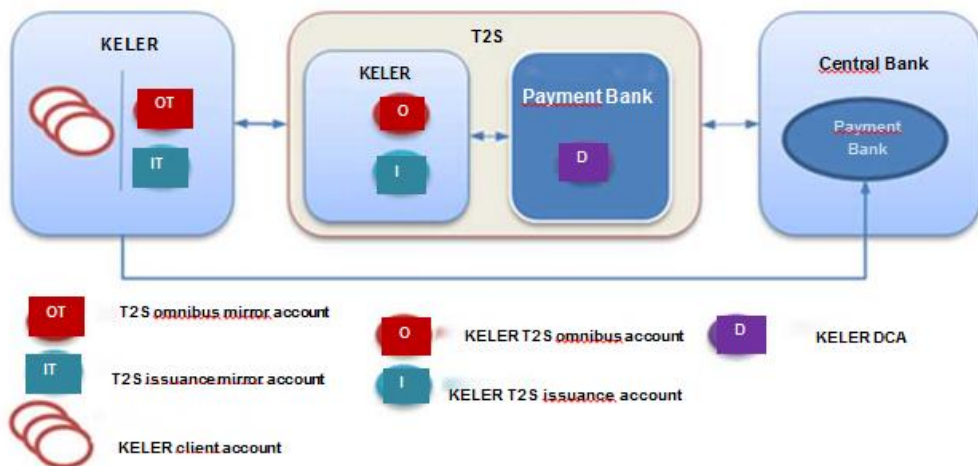 KELER
OT
IT
T2S
KELER
O
I
Payment Bank
D
Central Bank
Payment
Bank
OT
T2S omnibus mirror account
IT
T2S issuance mirror account
KELER client account
O
KELER T2S omnibus account
I
KELER T2S issuance account
D
KELER DCA